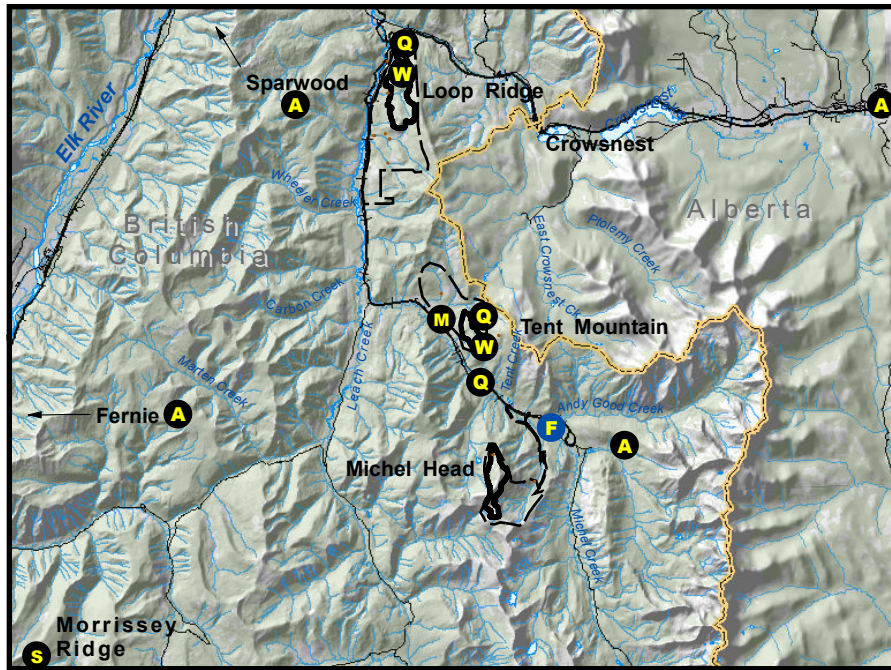 Q
Sparwood
W
Loop Ridge
A
A
Elk River
Crowsnest
Wheeler Creek
British
Columbia
Alberta
Ptolemy Creek
East Crowsnest Ck
Carbon Creek
M
Q
Tent Mountain
W
Tent Creek
Leach Creek
Marten Creek
Q
Fernie
A
Andy Good Creek
F
A
Michel Head
Michel Creek
Morrissey
Ridge
S